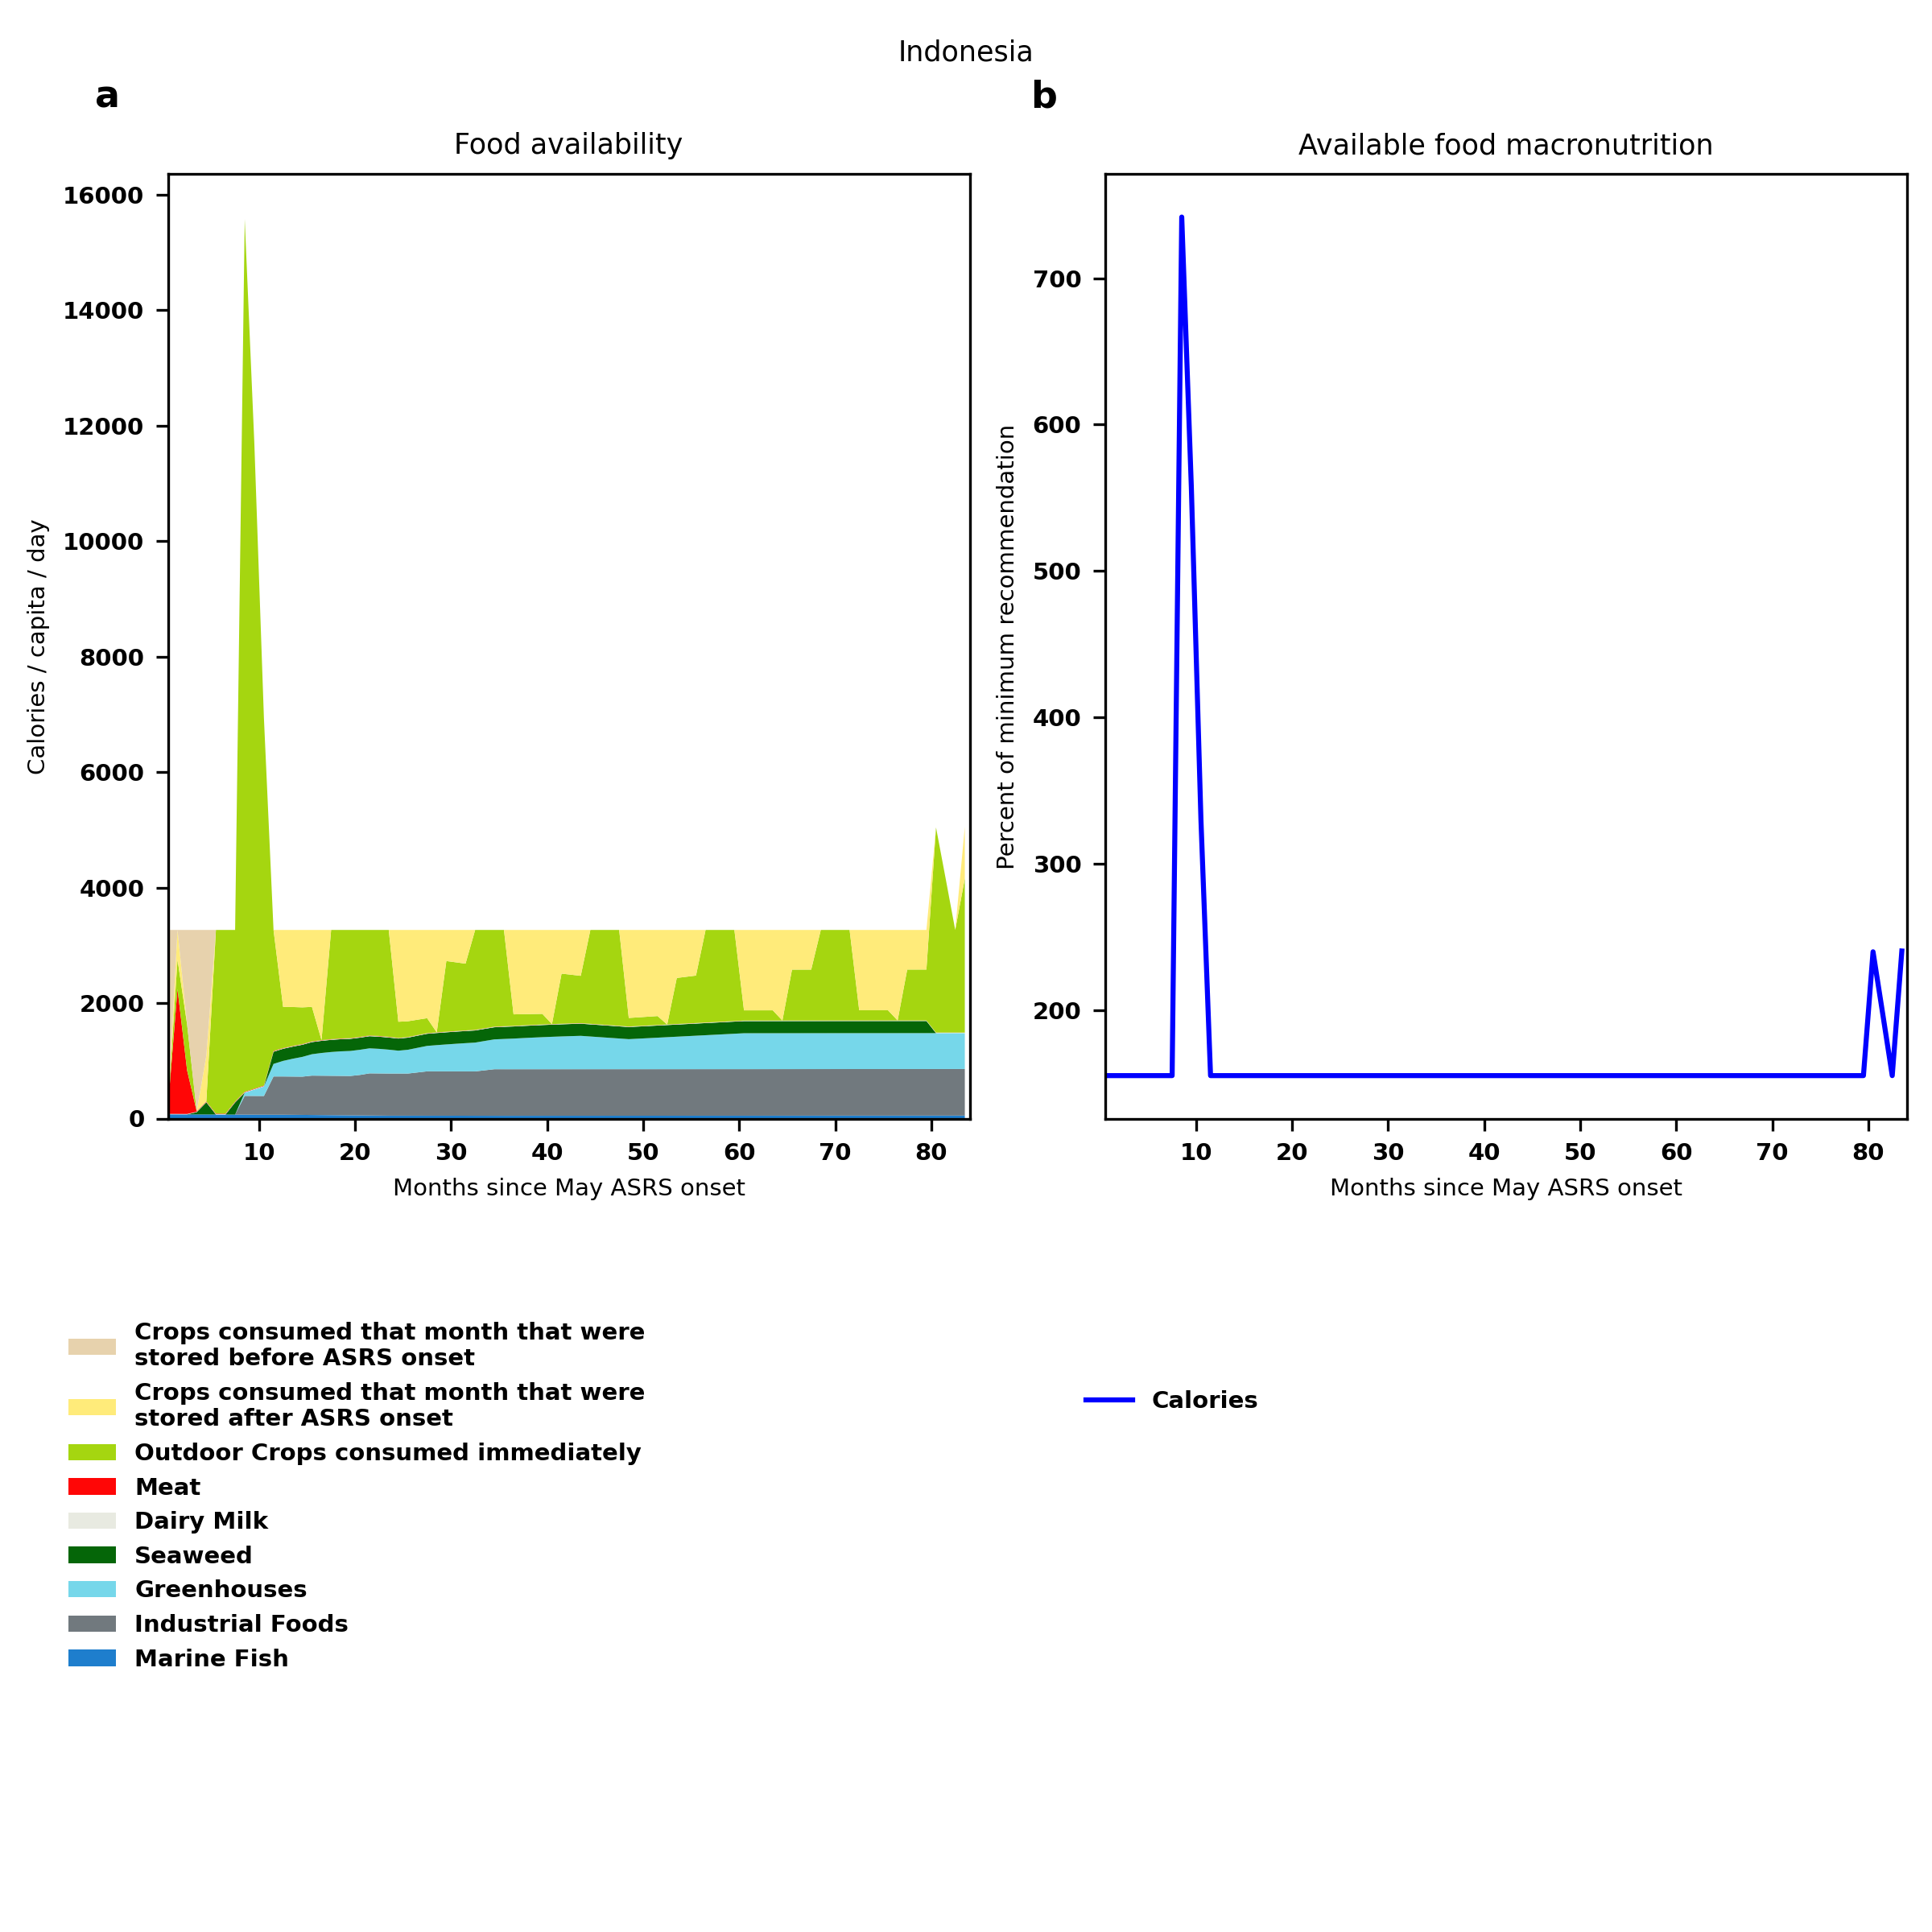 Indonesia
a
b
Food availability
Available food macronutrition
16000
14000
12000
10000
8000
6000
4000
2000
0
Calories / capita / day
10 20 30 40 50 60 70 80
Months since May ASRS onset
700
600
500
400
300
200
Percent of minimum recommendation
10 20 30 40 50 60 70 80
Months since May ASRS onset
Crops consumed that month that were
stored before ASRS onset
Crops consumed that month that were
stored after ASRS onset
Outdoor Crops consumed immediately
Meat
Dairy Milk
Seaweed
Greenhouses
Industrial Foods
Marine Fish
Calories